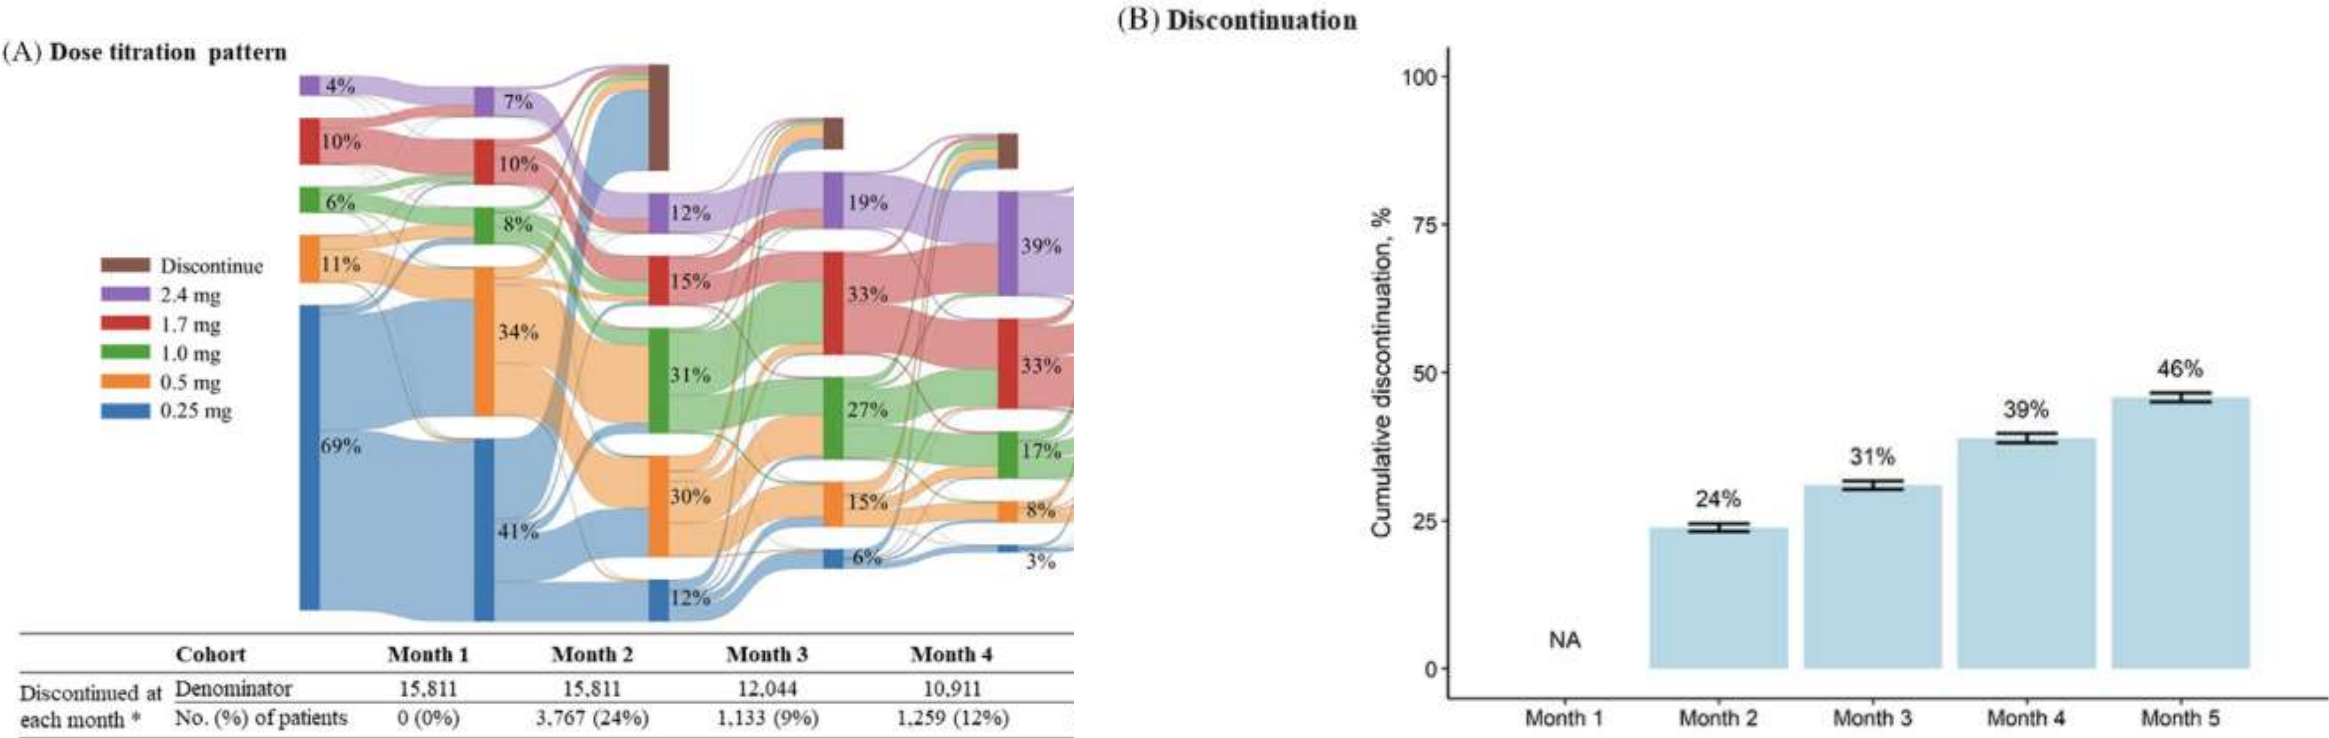 (A) Dose titration pattern
4%
10%
6%
11%
69%
7%
10%
8%
34%
41%
12%
15%
31%
30%
12%
19%
33%
27%
15%
6%
39%
33%
17%
8%
3%
Discontinue
2.4 mg
1.7 mg
1.0 mg
0.5 mg
0.25 mg
Cohort Month 1 Month 2 Month 3 Month 4
Discontinued at each month *
Denominator 15,811 15,811 12,044 10,911
No. (%) of patients 0 (0%) 3,767 (24%) 1,133 (9%) 1,259 (12%)
(B) Discontinuation
Cumulative discontinuation, %
100
75
50
25
0
NA
24%
31%
39%
46%
Month 1 Month 2 Month 3 Month 4 Month 5